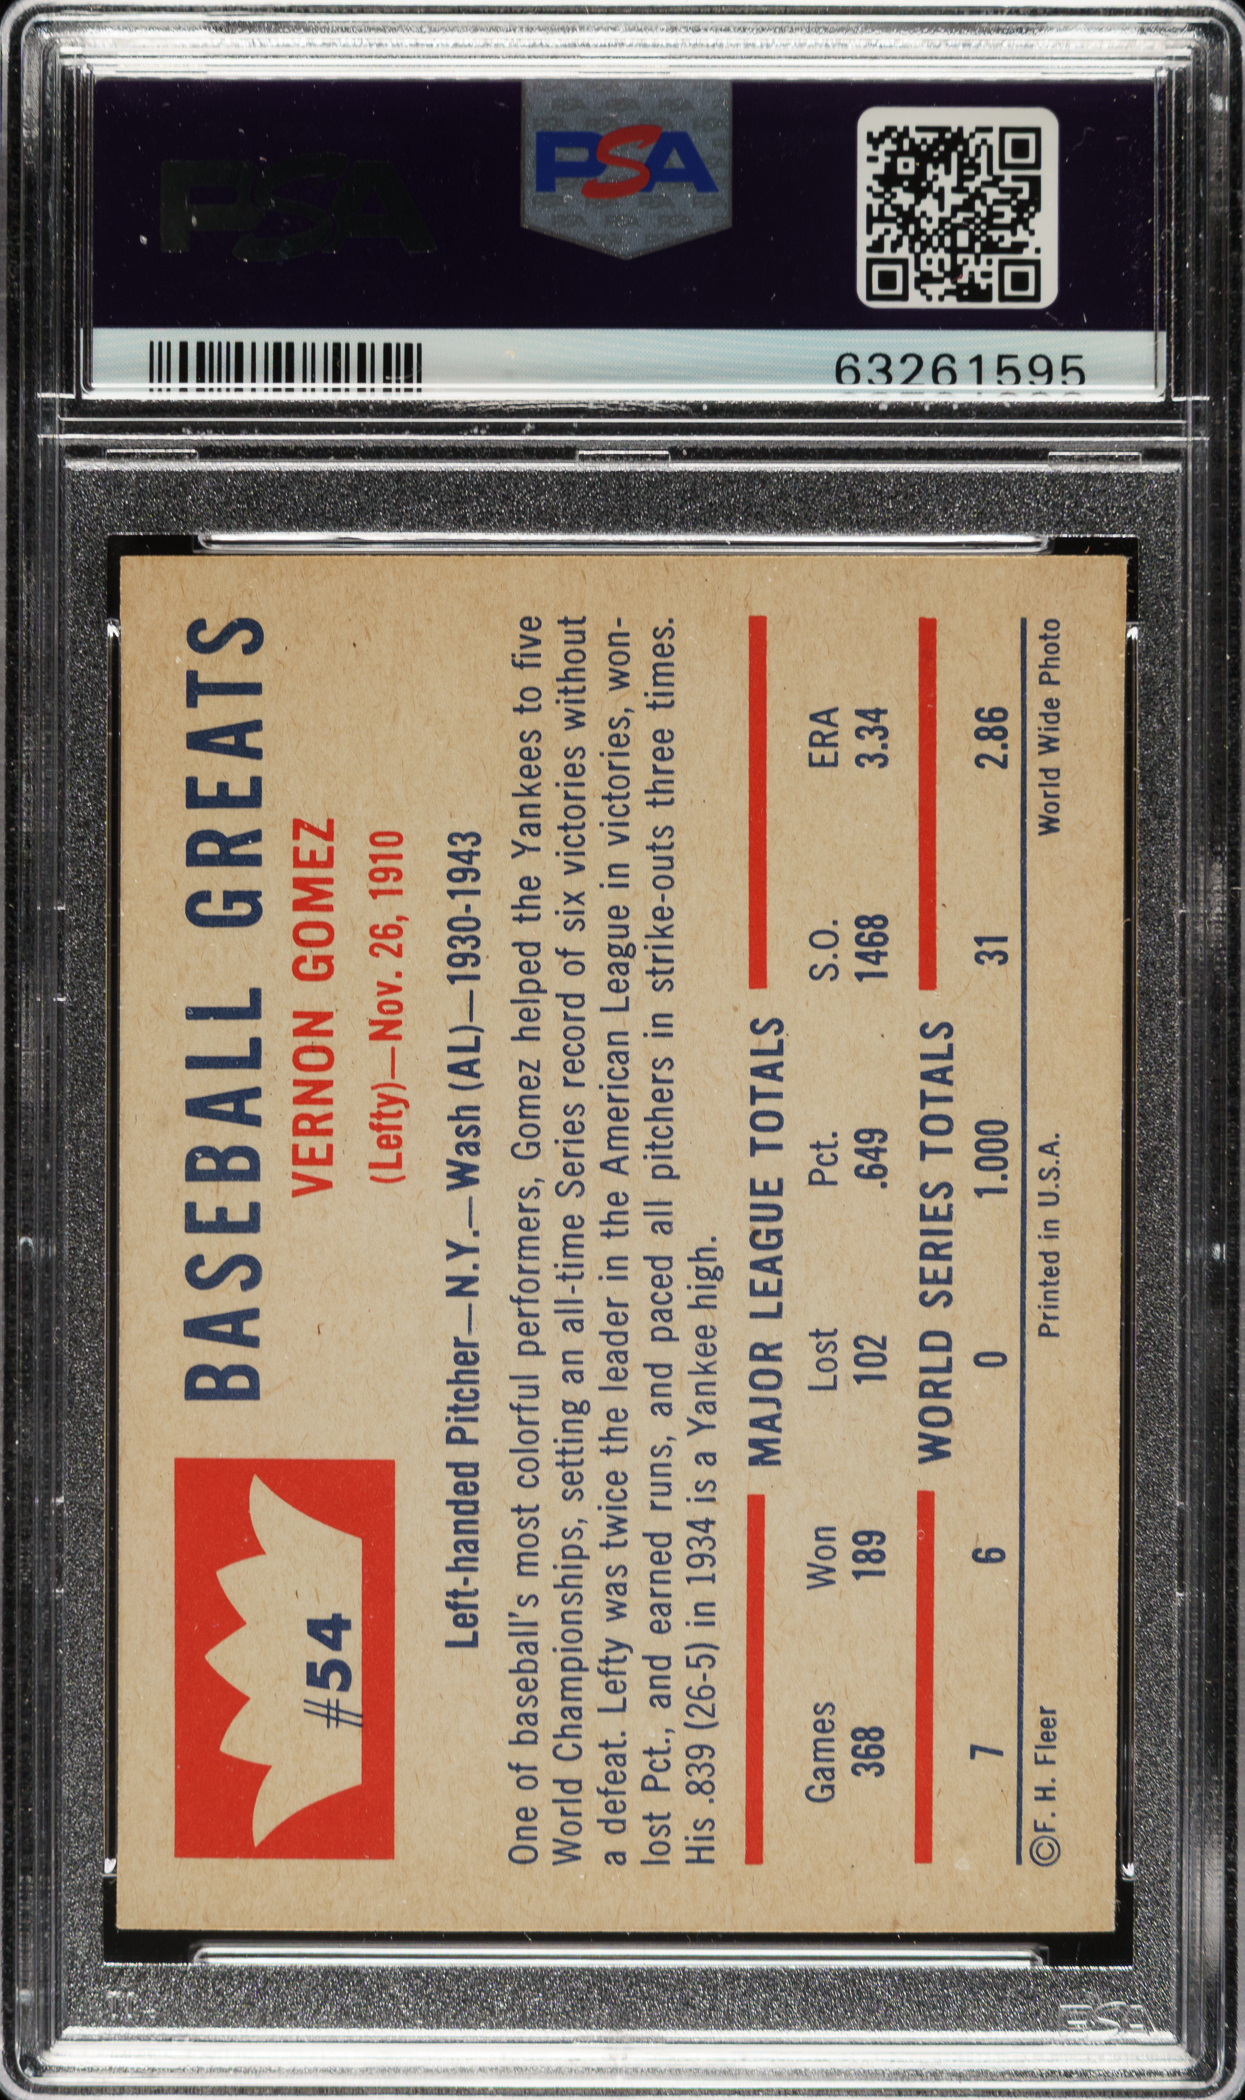 PSA
PSA
63261595
BASEBALL GREATS
VERNON GOMEZ
(Lefty)—Nov. 26, 1910
#54
Left-handed Pitcher—N.Y.—Wash (AL)—1930-1943
One of baseball's most colorful performers, Gomez helped the Yankees to five
World Championships, setting an all-time Series record of six victories without
a defeat. Lefty was twice the leader in the American League in victories, won-
lost Pct., and earned runs, and paced all pitchers in strike-outs three times.
His .839 (26-5) in 1934 is a Yankee high.
MAJOR LEAGUE TOTALS
Games Won Lost Pct. S.O. ERA
368 189 102 .649 1468 3.34
WORLD SERIES TOTALS
7 6 0 1.000 31 2.86
©F. H. Fleer Printed in U.S.A. World Wide Photo